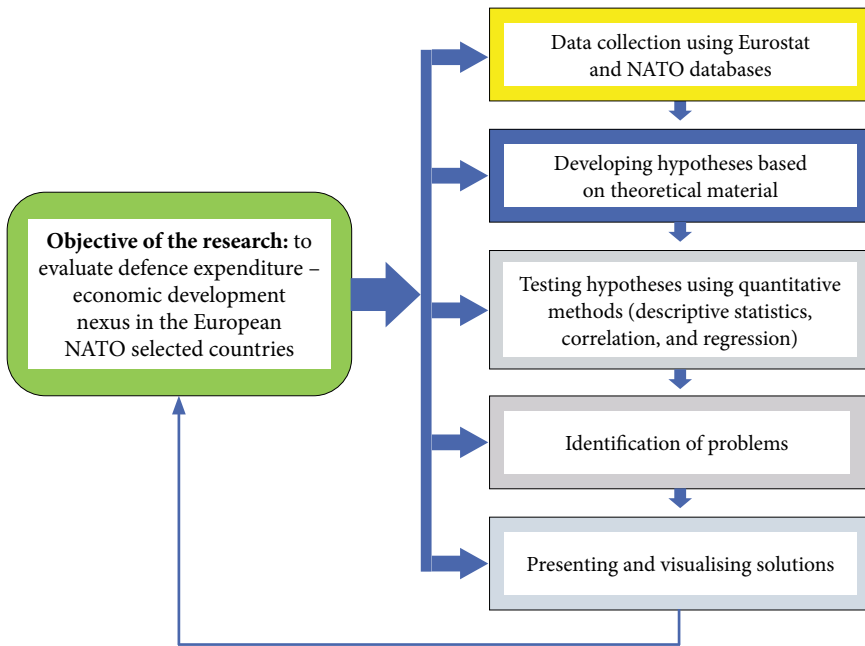 Data collection using Eurostat
and NATO databases
Developing hypotheses based
on theoretical material
Objective of the research: to
evaluate defence expenditure –
economic development
nexus in the European
NATO selected countries
Testing hypotheses using quantitative
methods (descriptive statistics,
correlation, and regression)
Identification of problems
Presenting and visualising solutions